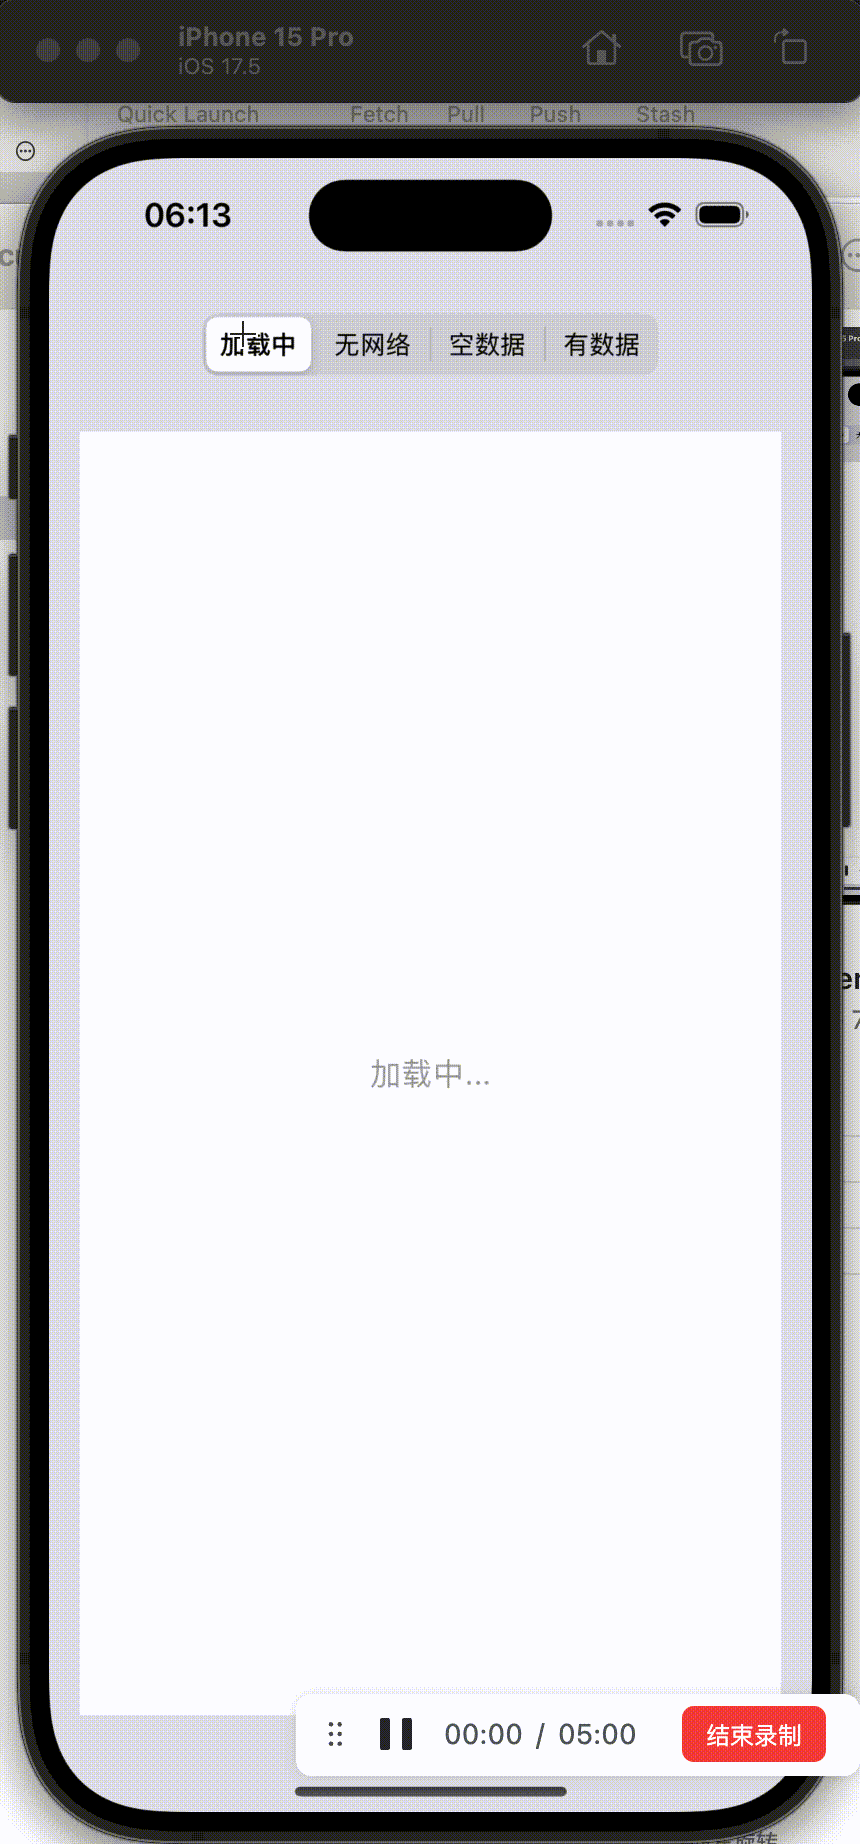 iPhone 15 Pro
iOS 17.5
Quick Launch Fetch Pull Push Stash
06:13
加载中 无网络 空数据 有数据
加载中...
00:00 / 05:00 结束录制